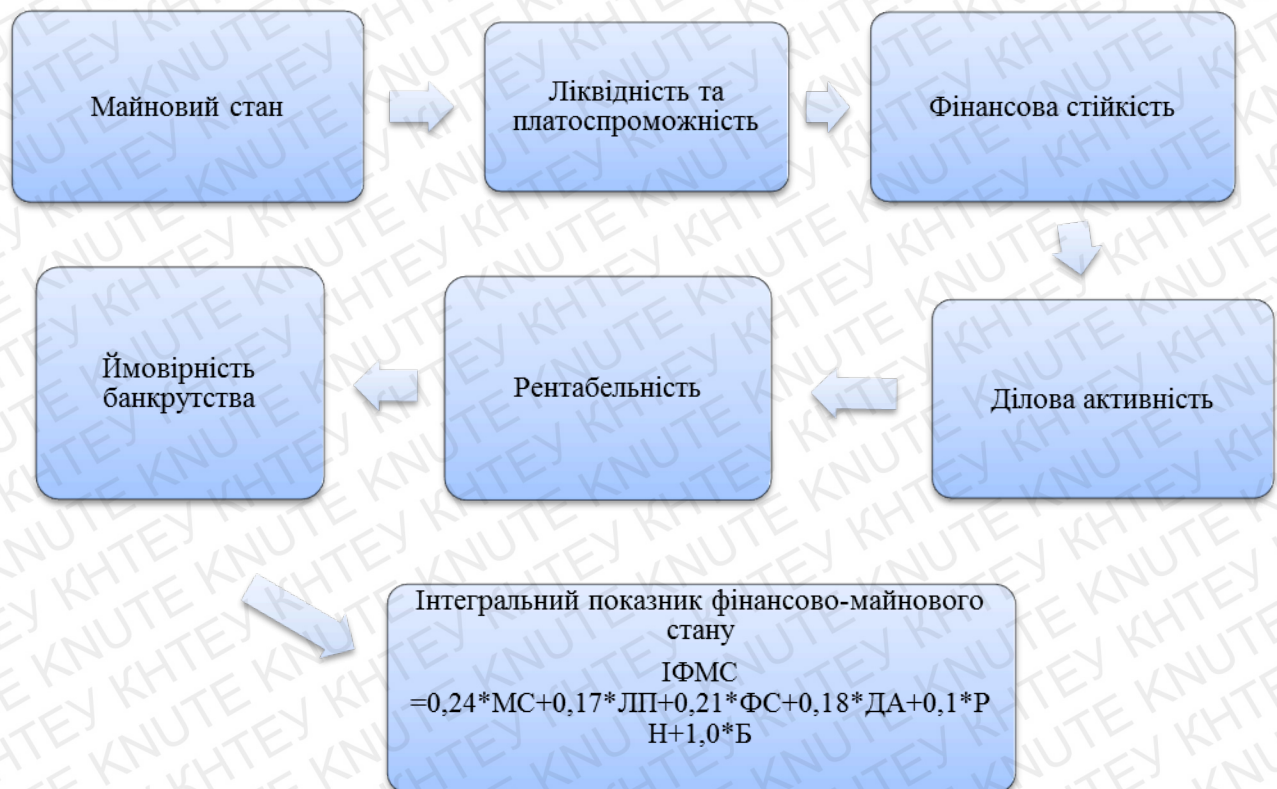 Майновий стан
Ліквідність та
платоспроможність
Фінансова стійкість
Ймовірність
банкрутства
Рентабельність
Ділова активність
Інтегральний показник фінансово-майнового
стану
ІФМС
=0,24*МС+0,17*ЛП+0,21*ФС+0,18*ДА+0,1*Р
Н+1,0*Б